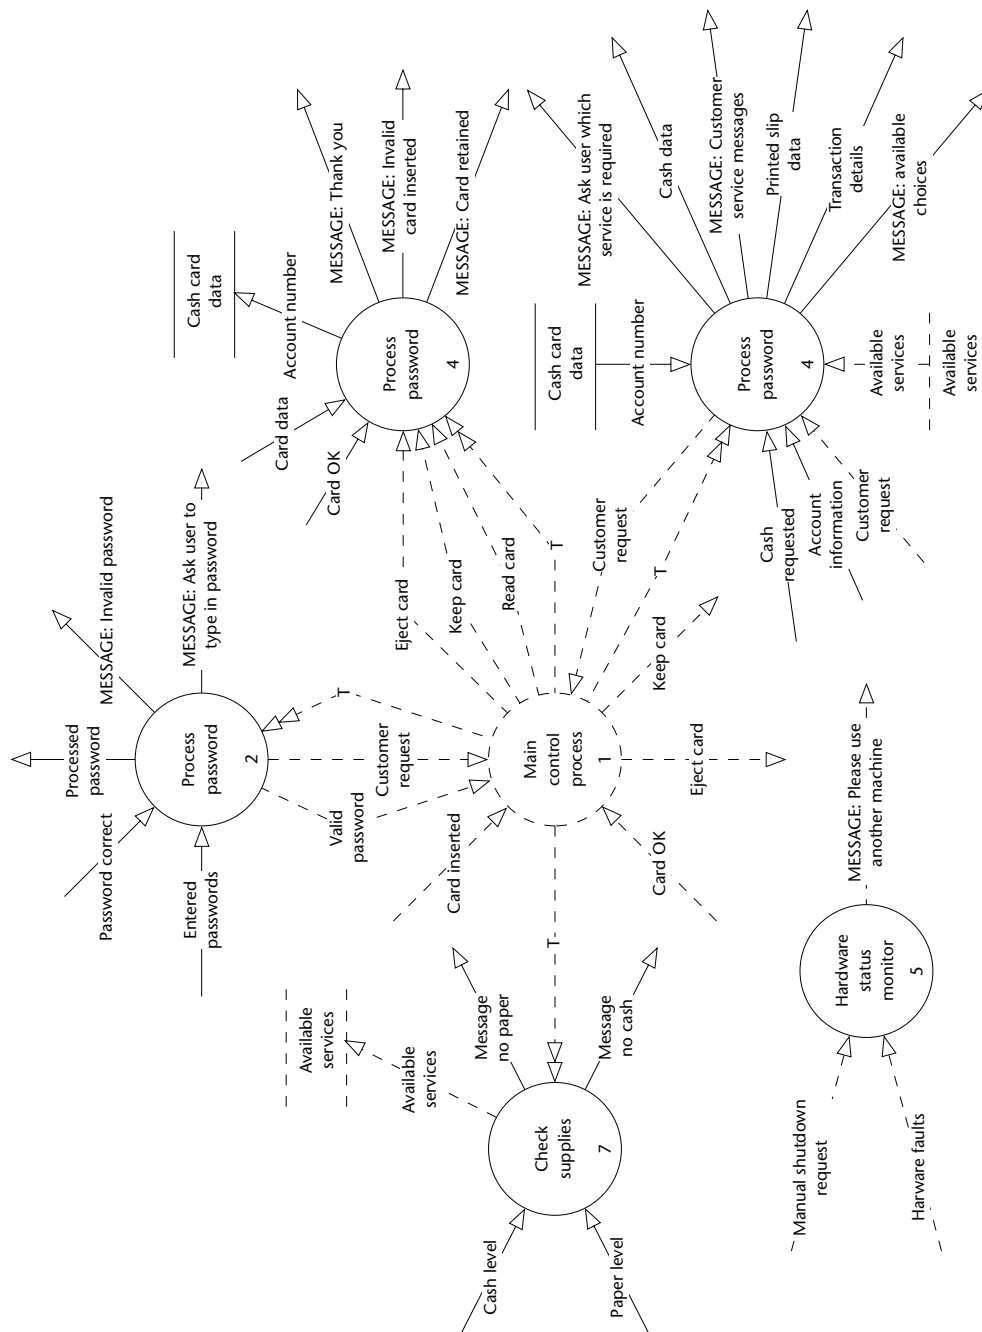 Cash level
Paper level
Check
supplies
7
Available
services
Available
services
Message
no paper
Message
no cash
T
Entered
passwords
Password correct
Processed
password
Process
password
2
MESSAGE: Invalid password
MESSAGE: Ask user to
type in password
T
Customer
request
Valid
password
Card inserted
Card OK
Main
control
process
1
Eject card
Keep card
Eject card
Keep card
Read card
T
Customer
request
T
Card data
Card OK
Account number
Cash card
data
Process
password
4
MESSAGE: Thank you
MESSAGE: Invalid
card inserted
MESSAGE: Card retained
Cash card
data
Account number
Process
password
4
Cash
requested
Account
information
Customer
request
Available
services
Available
services
MESSAGE: Ask user which
service is required
Cash data
MESSAGE: Customer
service messages
Printed slip
data
Transaction
details
MESSAGE: available
choices
Manual shutdown
request
Harware faults
Hardware
status
monitor
5
MESSAGE: Please use
another machine